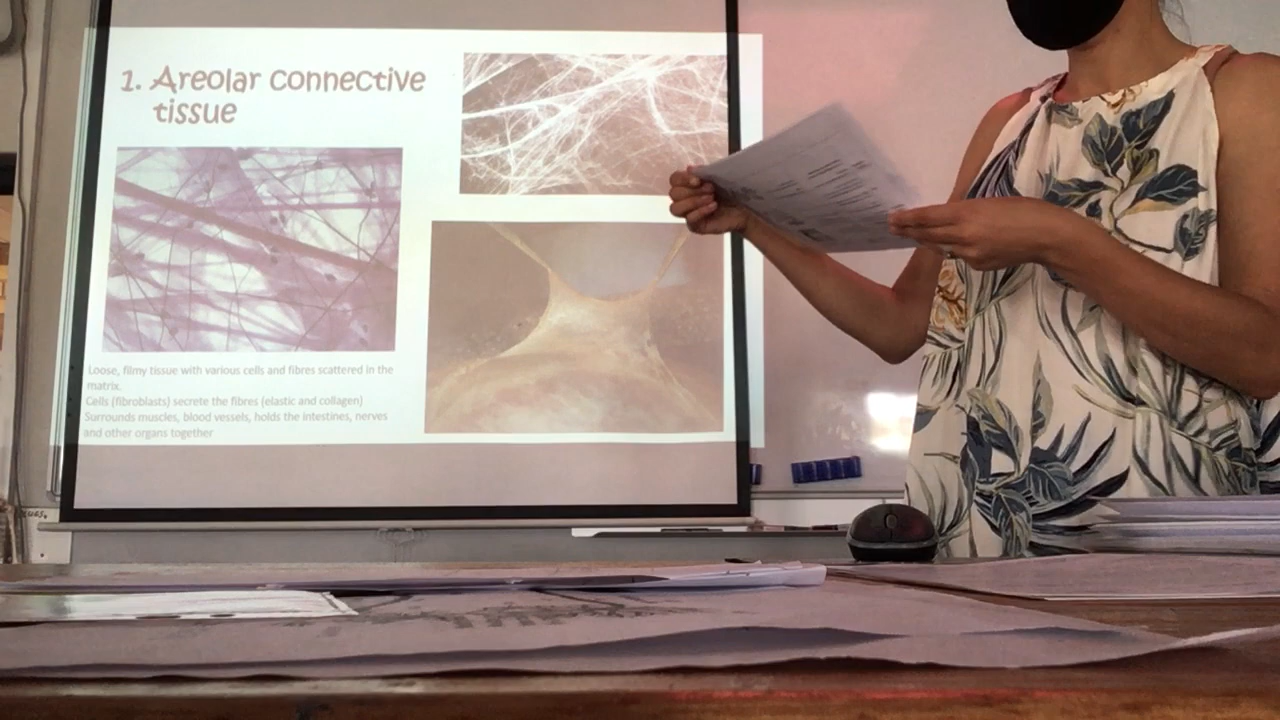 1. Areolar connective
tissue
Loose, filmy tissue with various cells and fibres scattered in the
matrix.
Cells (fibroblasts) secrete the fibres (elastic and collagen)
Surrounds muscles, blood vessels, holds the intestines, nerves
and other organs together